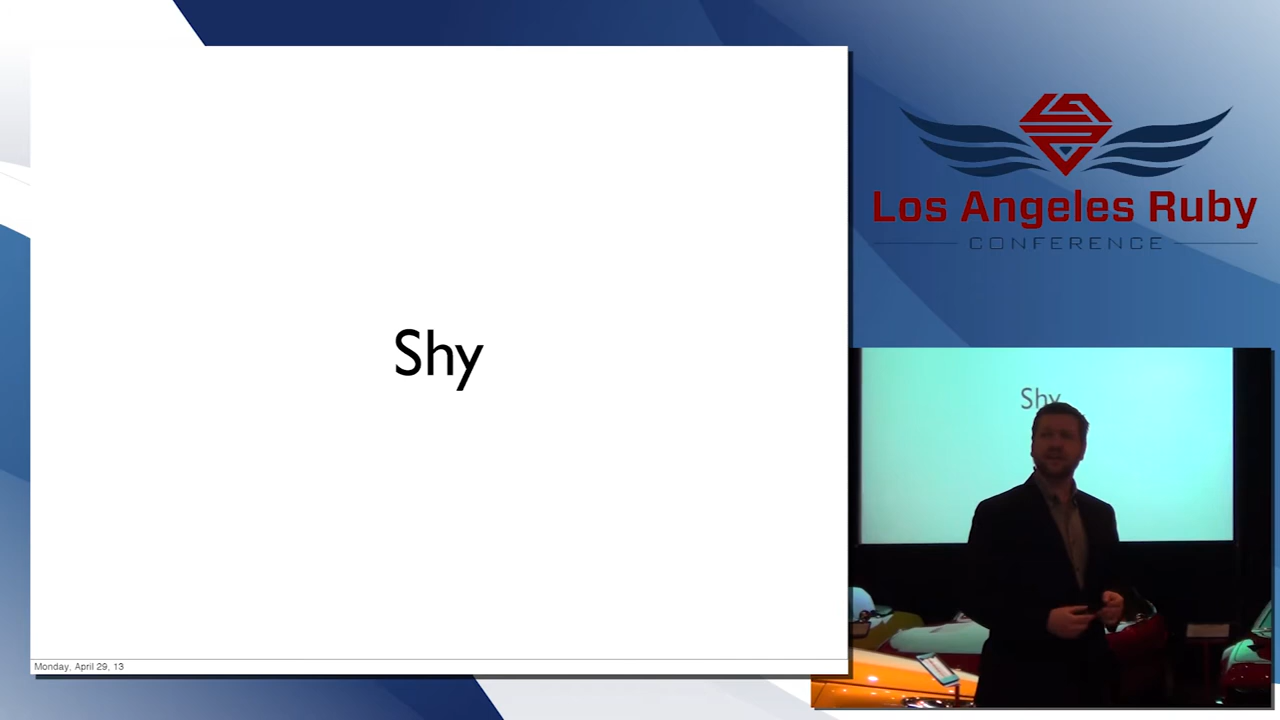 Shy
Monday, April 29, 13
Los Angeles Ruby
CONFERENCE
Shy